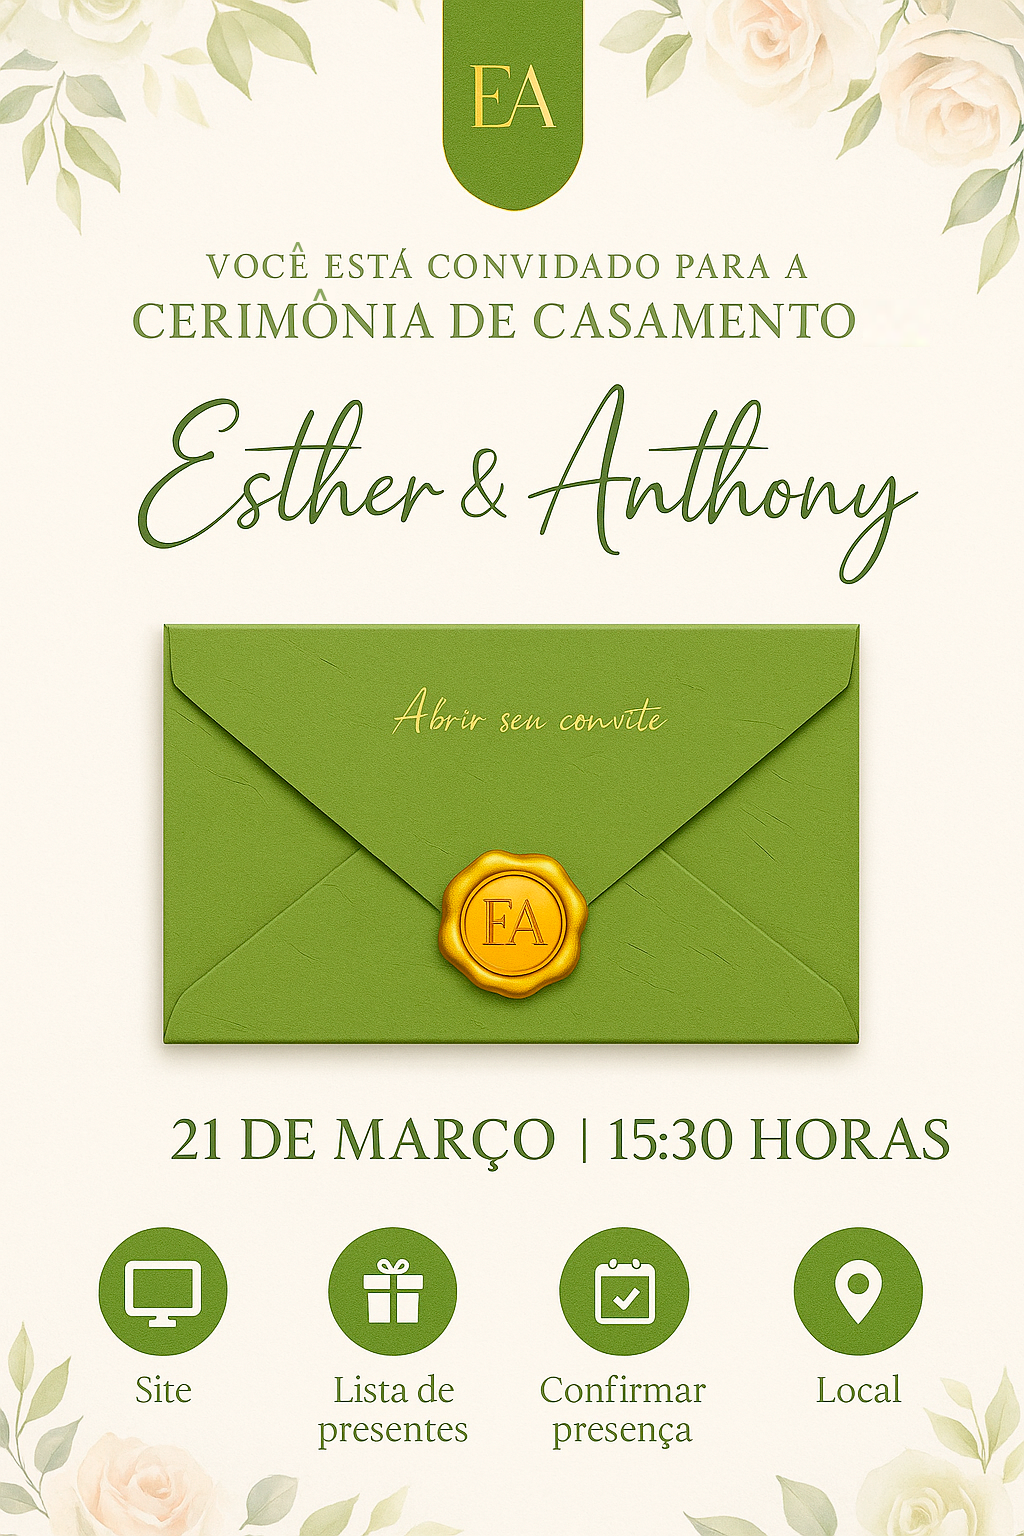 EA
VOCÊ ESTÁ CONVIDADO PARA A
CERIMÔNIA DE CASAMENTO
Esther & Anthony
Abrir seu convite
EA
21 DE MARÇO | 15:30 HORAS
Site
Lista de
presentes
Confirmar
presença
Local